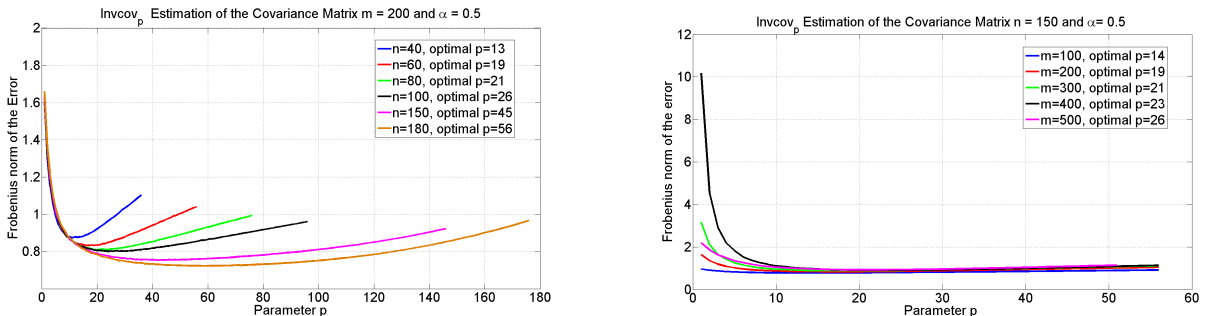 Invcov_p Estimation of the Covariance Matrix m = 200 and α = 0.5
Frobenius norm of the Error
2
1.8
1.6
1.4
1.2
1
0.8
n=40, optimal p=13
n=60, optimal p=19
n=80, optimal p=21
n=100, optimal p=26
n=150, optimal p=45
n=180, optimal p=56
0 20 40 60 80 100 120 140 160 180
Parameter p
Invcov_p Estimation of the Covariance Matrix n = 150 and α= 0.5
Frobenius norm of the error
12
10
8
6
4
2
0
m=100, optimal p=14
m=200, optimal p=19
m=300, optimal p=21
m=400, optimal p=23
m=500, optimal p=26
0 10 20 30 40 50 60
Parameter p